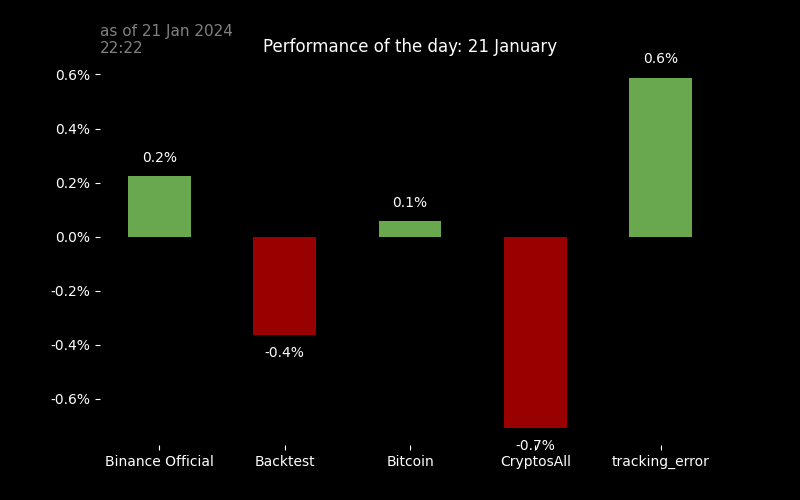 as of 21 Jan 2024
22:22
Performance of the day: 21 January
0.6%
0.6%
0.4%
0.2%
0.2%
0.1%
0.0%
-0.2%
-0.4%
-0.4%
-0.6%
-0.7%
Binance Official
Backtest
Bitcoin
CryptosAll
tracking_error